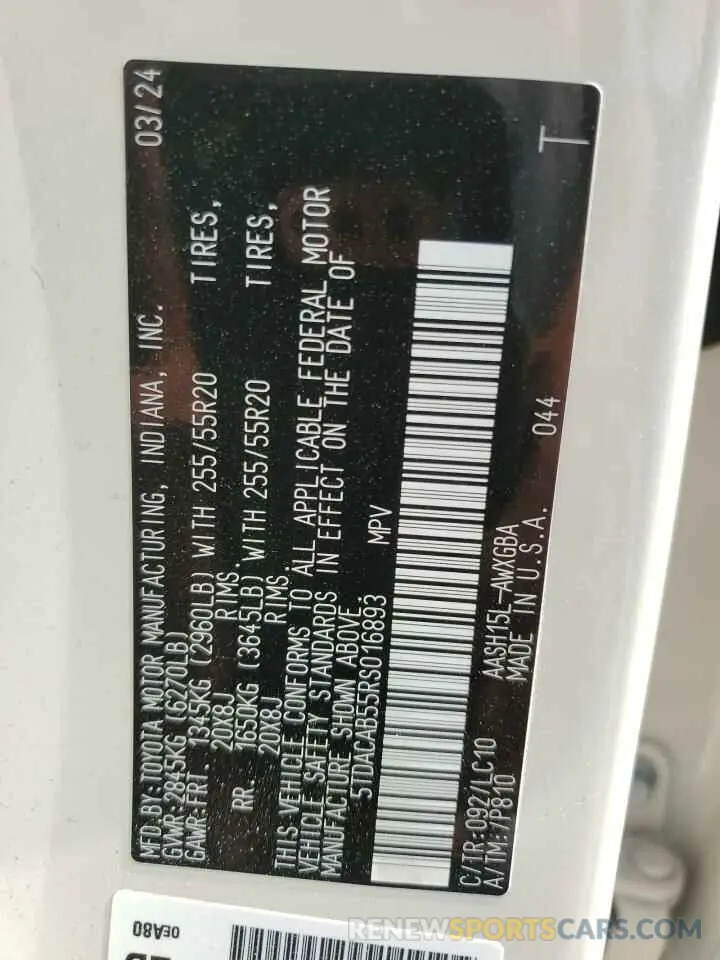 MFD.BY:TOYOTA MOTOR MANUFACTURING, INDIANA, INC. 03/24
GVWR:2845KG (6270LB)
GAWR:FRT. 1345KG (2960LB) WITH 255/55R20 TIRES,
20X8J RIMS.
RR. 1650KG (3645LB) WITH 255/55R20 TIRES,
20X8J RIMS.
THIS VEHICLE CONFORMS TO ALL APPLICABLE FEDERAL MOTOR
VEHICLE SAFETY STANDARDS IN EFFECT ON THE DATE OF
MANUFACTURE SHOWN ABOVE.
5TDACAB55RS016893 MPV
C/TR:092/LC10 AASH15L-AWXGBA 044
A/TM:7P810 MADE IN U.S.A.
T
0EA80
RENEWSPORTSCARS.COM